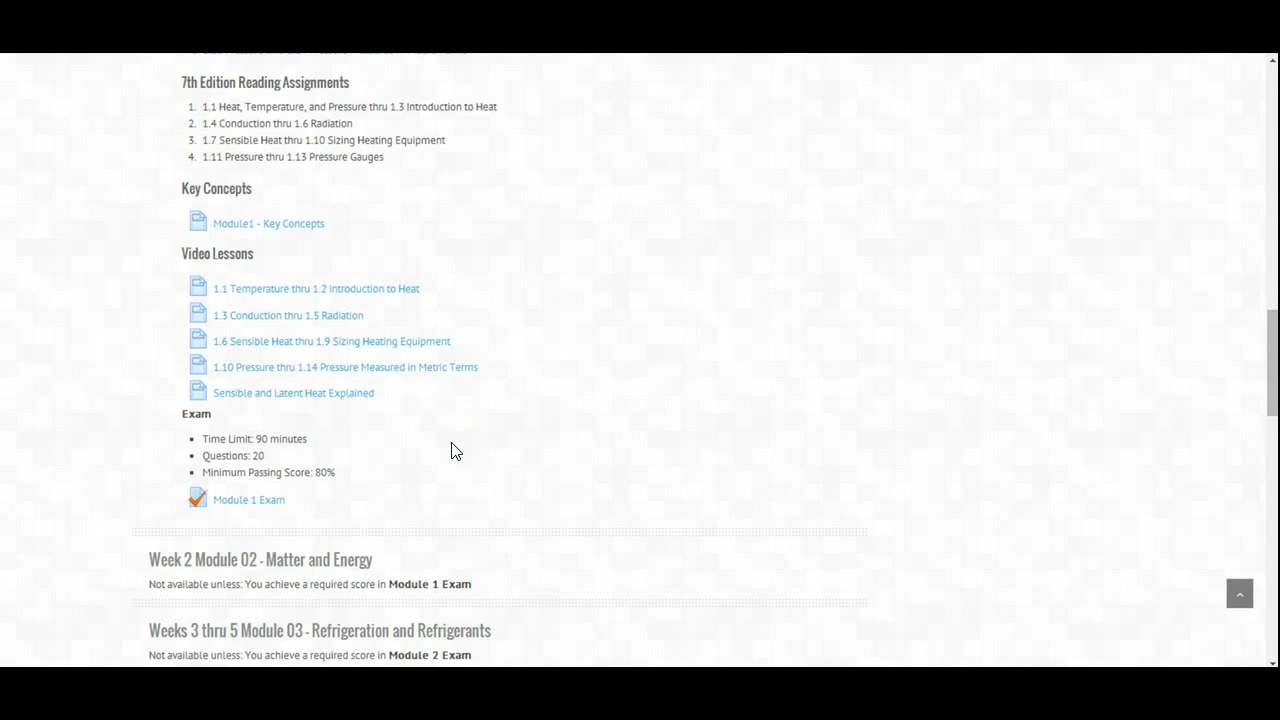 7th Edition Reading Assignments
1. 1.1 Heat, Temperature, and Pressure thru 1.3 Introduction to Heat
2. 1.4 Conduction thru 1.6 Radiation
3. 1.7 Sensible Heat thru 1.10 Sizing Heating Equipment
4. 1.11 Pressure thru 1.13 Pressure Gauges
Key Concepts
Module1 - Key Concepts
Video Lessons
1.1 Temperature thru 1.2 Introduction to Heat
1.3 Conduction thru 1.5 Radiation
1.6 Sensible Heat thru 1.9 Sizing Heating Equipment
1.10 Pressure thru 1.14 Pressure Measured in Metric Terms
Sensible and Latent Heat Explained
Exam
Time Limit: 90 minutes
Questions: 20
Minimum Passing Score: 80%
Module 1 Exam
Week 2 Module 02 - Matter and Energy
Not available unless: You achieve a required score in Module 1 Exam
Weeks 3 thru 5 Module 03 - Refrigeration and Refrigerants
Not available unless: You achieve a required score in Module 2 Exam